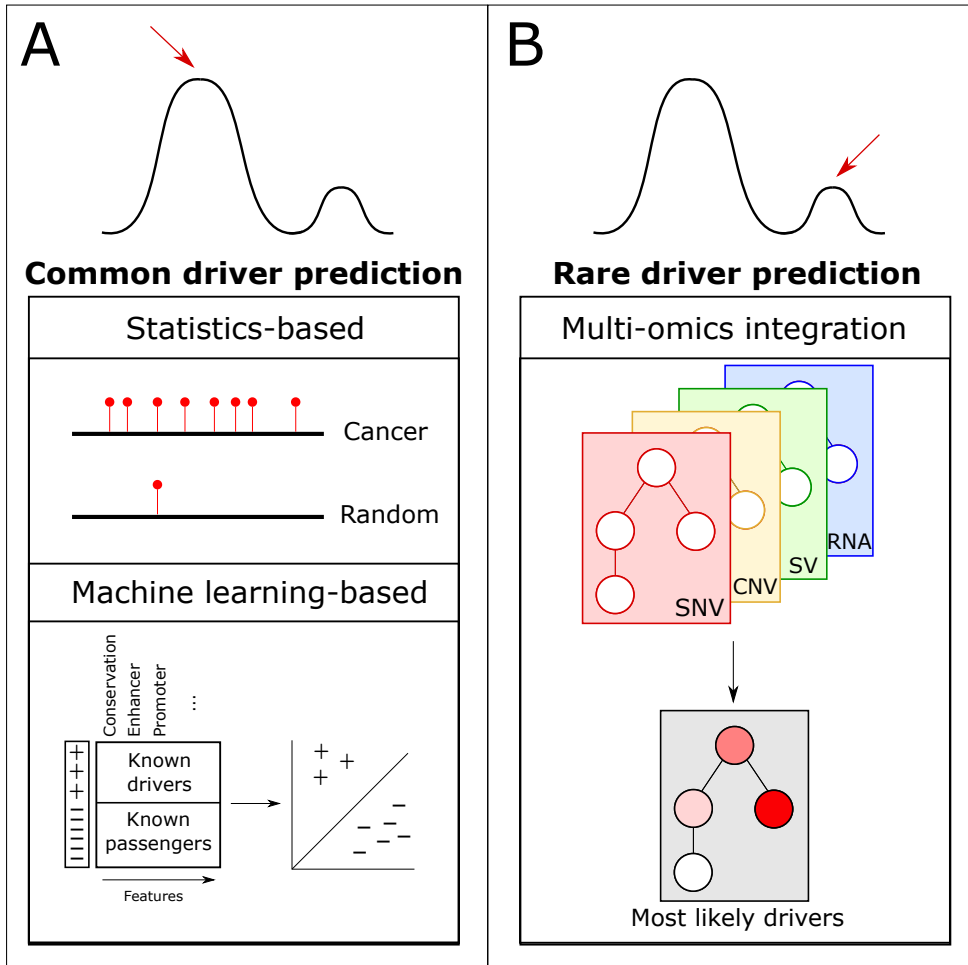 A
Common driver prediction
Statistics-based
Cancer
Random
Machine learning-based
Conservation
Enhancer
Promoter
...
+
+
+
−
−
−
−
−
Known
drivers
Known
passengers
Features
+
+
+
−
−
−
−
−
−
B
Rare driver prediction
Multi-omics integration
RNA
SV
CNV
SNV
Most likely drivers